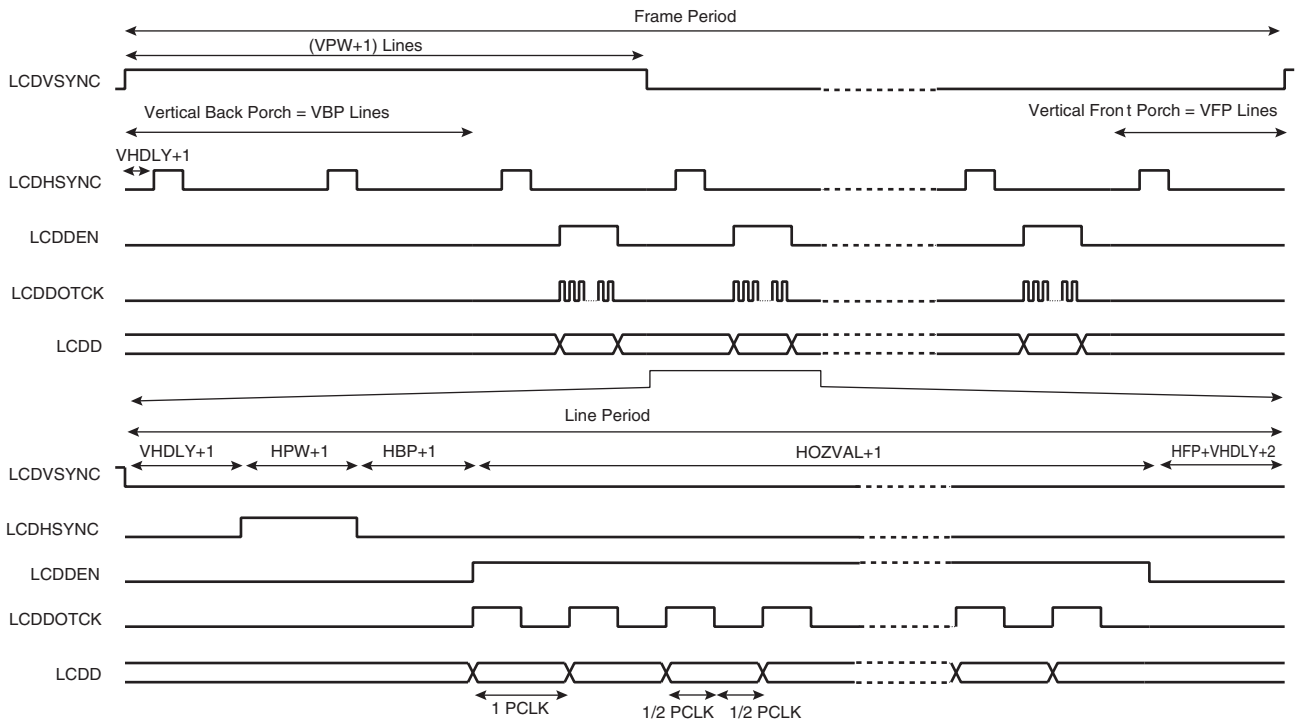 Frame Period
(VPW+1) Lines
LCDVSYNC
Vertical Back Porch = VBP Lines
Vertical Front Porch = VFP Lines
VHDLY+1
LCDHSYNC
LCDDEN
LCDDOTCK
LCDD
Line Period
VHDLY+1
HPW+1
HBP+1
HOZVAL+1
HFP+VHDLY+2
LCDVSYNC
LCDHSYNC
LCDDEN
LCDDOTCK
LCDD
1 PCLK
1/2 PCLK
1/2 PCLK